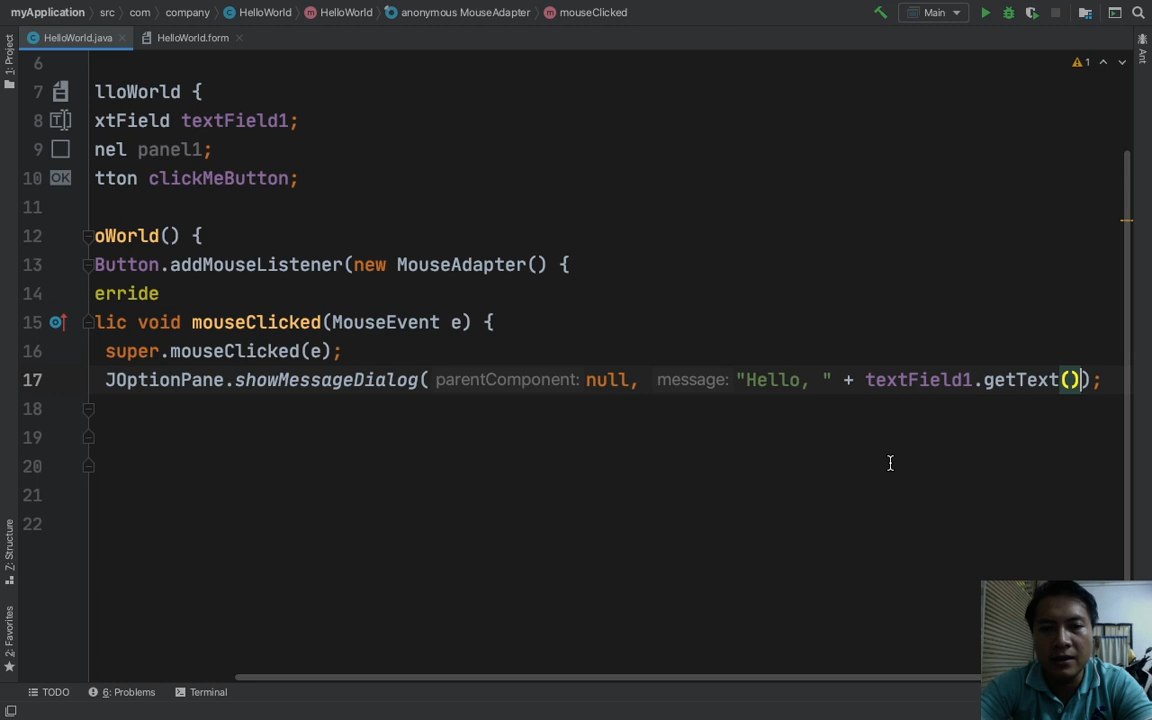 myApplication src com company HelloWorld HelloWorld anonymous MouseAdapter mouseClicked Main
1: Project HelloWorld.java HelloWorld.form Ant
6 1
7 lloWorld {
8 xtField textField1;
9 nel panel1;
10 OK tton clickMeButton;
11
12 oWorld() {
13 Button.addMouseListener(new MouseAdapter() {
14 erride
15 lic void mouseClicked(MouseEvent e) {
16 super.mouseClicked(e);
17 JOptionPane.showMessageDialog( parentComponent: null, message: "Hello, " + textField1.getText());
18
19
20
21
22
Z: Structure
2: Favorites
TODO 6: Problems Terminal